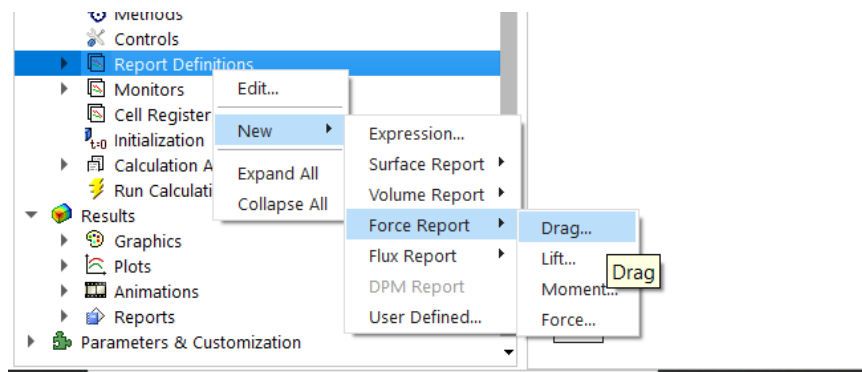 Methods
Controls
Report Definitions
Monitors
Cell Register
t=0 Initialization
Calculation A
Run Calculati
Results
Graphics
Plots
Animations
Reports
Parameters & Customization
Edit...
New
Expand All
Collapse All
Expression...
Surface Report
Volume Report
Force Report
Flux Report
DPM Report
User Defined...
Drag...
Lift...
Moment...
Force...
Drag